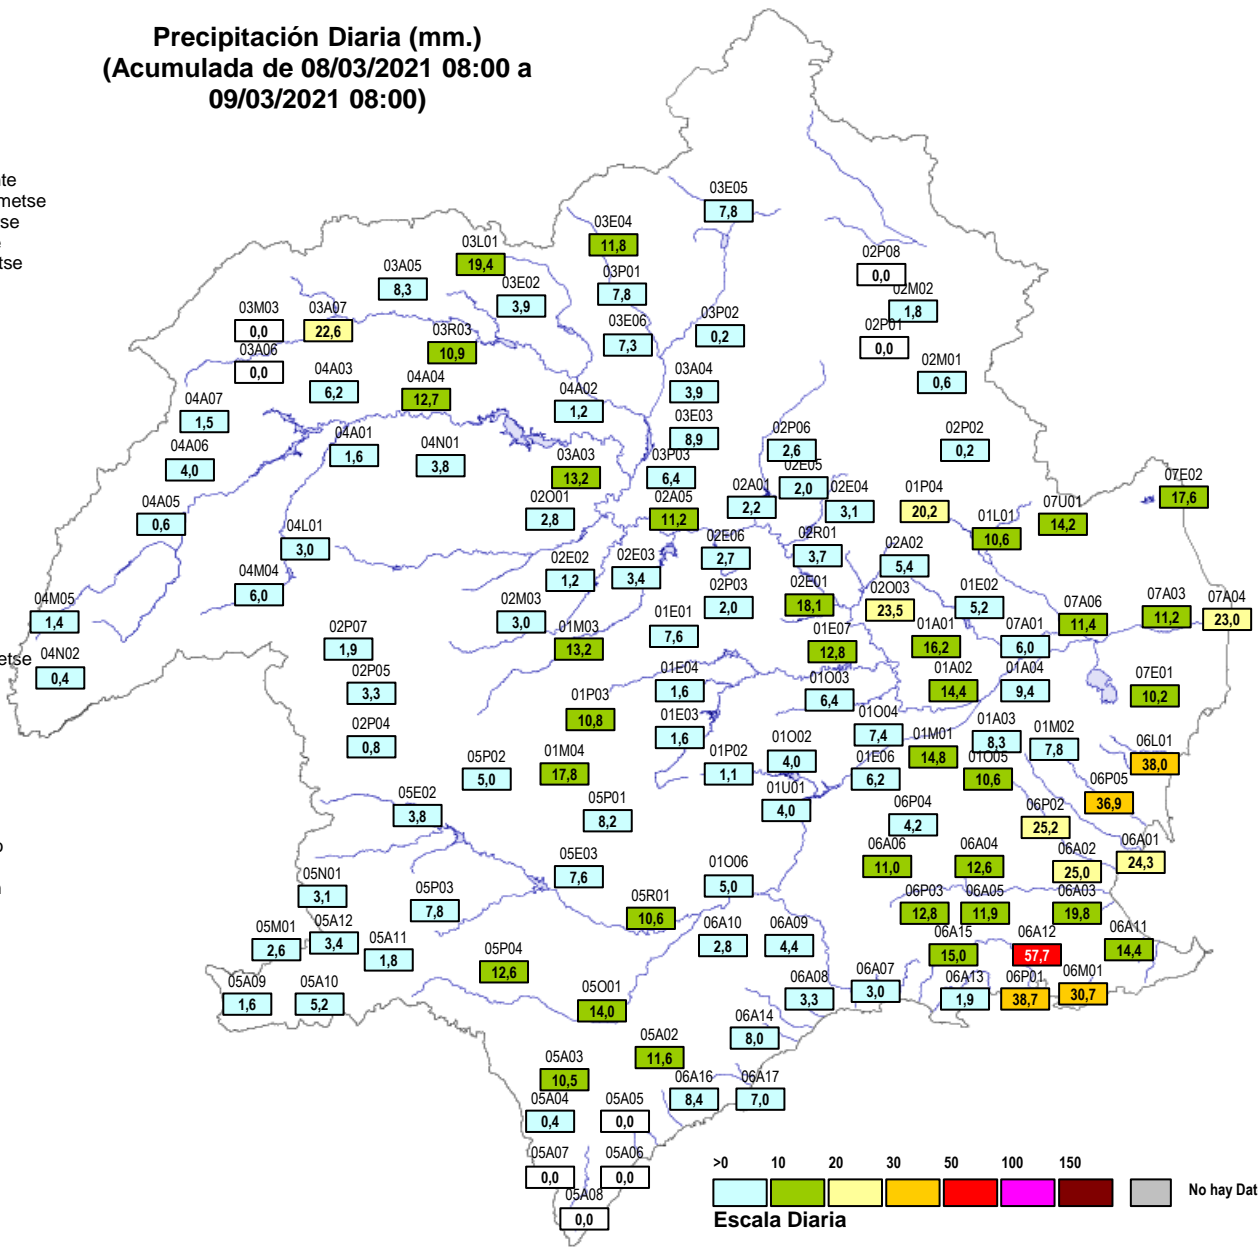 Precipitación Diaria (mm.)
(Acumulada de 08/03/2021 08:00 a
09/03/2021 08:00)
nte
metse
tse
e
tse
etse
o
n
03E05
7,8
03E04
11,8
03L01
19,4
02P08
0,0
03A05
8,3
03P01
7,8
03E02
3,9
02M02
1,8
03M03
0,0
03A07
22,6
03P02
0,2
03E06
7,3
03R03
10,9
02P01
0,0
03A06
0,0
02M01
0,6
04A03
6,2
03A04
3,9
04A04
12,7
04A02
1,2
04A07
1,5
03E03
8,9
02P06
2,6
02P02
0,2
04A01
1,6
04N01
3,8
04A06
4,0
03A03
13,2
03P03
6,4
02E05
2,0
07E02
17,6
02A01
2,2
02E04
3,1
01P04
20,2
04A05
0,6
02O01
2,8
02A05
11,2
07U01
14,2
01L01
10,6
04L01
3,0
02E06
2,7
02R01
3,7
02A02
5,4
02E02
1,2
02E03
3,4
04M04
6,0
02P03
2,0
02E01
18,1
02O03
23,5
01E02
5,2
07A03
11,2
07A04
23,0
04M05
1,4
02M03
3,0
01E01
7,6
07A06
11,4
02P07
1,9
01M03
13,2
01E07
12,8
01A01
16,2
07A01
6,0
04N02
0,4
02P05
3,3
01E04
1,6
01O03
6,4
01A02
14,4
01A04
9,4
07E01
10,2
01P03
10,8
02P04
0,8
01E03
1,6
01O04
7,4
01A03
8,3
01M02
7,8
01M01
14,8
06L01
38,0
05P02
5,0
01M04
17,8
01P02
1,1
01O02
4,0
01E06
6,2
01O05
10,6
05E02
3,8
05P01
8,2
01U01
4,0
06P05
36,9
06P04
4,2
06P02
25,2
06A01
24,3
05E03
7,6
01O06
5,0
06A06
11,0
06A04
12,6
06A02
25,0
05N01
3,1
05P03
7,8
05R01
10,6
06P03
12,8
06A05
11,9
06A03
19,8
05M01
2,6
05A12
3,4
05A11
1,8
06A10
2,8
06A09
4,4
06A15
15,0
06A12
57,7
06A11
14,4
05P04
12,6
05A09
1,6
05A10
5,2
05O01
14,0
06A08
3,3
06A07
3,0
06A13
1,9
06P01
38,7
06M01
30,7
06A14
8,0
05A02
11,6
05A03
10,5
06A16
8,4
06A17
7,0
05A04
0,4
05A05
0,0
05A07
0,0
05A06
0,0
05A08
0,0
>0 10 20 30 50 100 150
No hay Dat
Escala Diaria